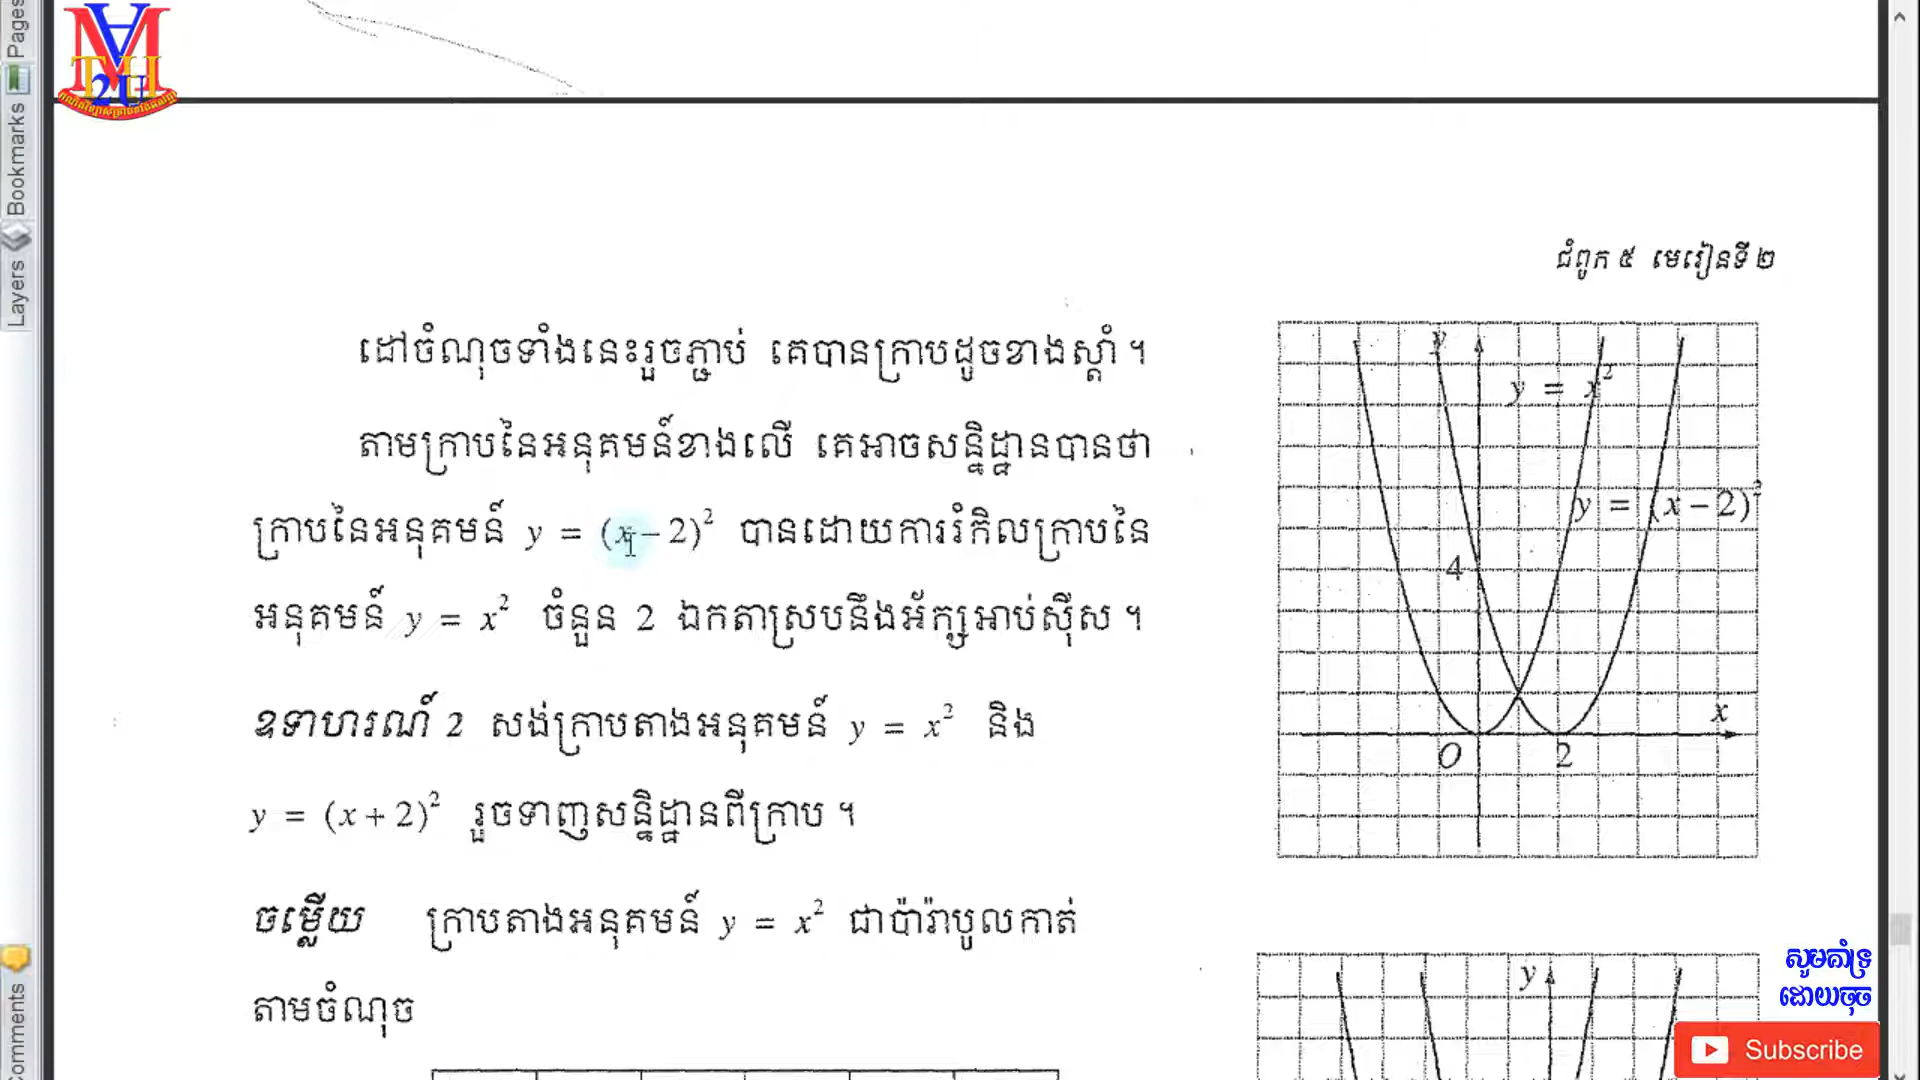 Pages
Bookmarks
Layers
Comments
MATH
2U
ជំពូក ៥ មេរៀនទី ២
ដៅចំណុចទាំងនេះរួចភ្ជាប់ គេបានក្រាបដូចខាងស្ដាំ ។
តាមក្រាបនៃអនុគមន៍ខាងលើ គេអាចសន្និដ្ឋានបានថា
ក្រាបនៃអនុគមន៍ y = (x – 2)² បានដោយការរំកិលក្រាបនៃ
អនុគមន៍ y = x² ចំនួន 2 ឯកតាស្របនឹងអ័ក្សអាប់ស៊ីស ។
ឧទាហរណ៍ 2 សង់ក្រាបតាងអនុគមន៍ y = x² និង
y = (x + 2)² រួចទាញសន្និដ្ឋានពីក្រាប ។
ចម្លើយ ក្រាបតាងអនុគមន៍ y = x² ជាប៉ារ៉ាបូលកាត់
តាមចំណុច
y
y = x²
y = (x – 2)²
4
x
O
2
y
សូមគាំទ្រ
ដោយចុច
Subscribe